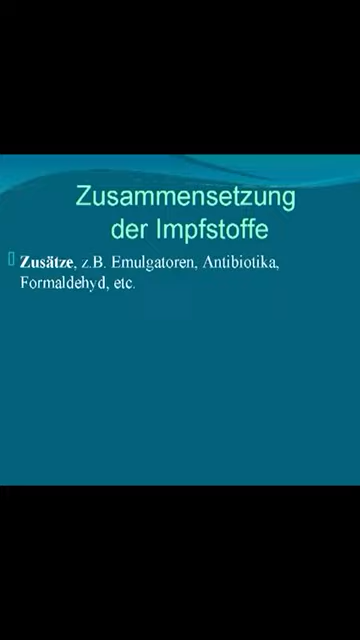 Zusammensetzung
der Impfstoffe
Zusätze, z.B. Emulgatoren, Antibiotika,
Formaldehyd, etc.